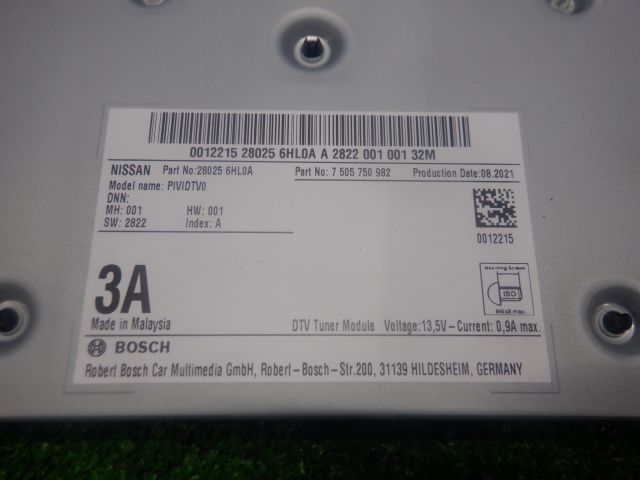 0012215 28025 6HL0A A 2822 001 001 32M
NISSAN Part No:28025 6HL0A Part No: 7 505 750 982 Production Date:08.2021
Model name: PIVIDTV0
DNN:
MH: 001 HW: 001
SW: 2822 Index: A
0012215
3A
Mounting Screw
ISO
Made in Malaysia DTV Tuner Module Voltage:13,5V-Current: 0,9A max.
BOSCH
Robert Bosch Car Multimedia GmbH, Robert-Bosch-Str.200, 31139 HILDESHEIM, GERMANY